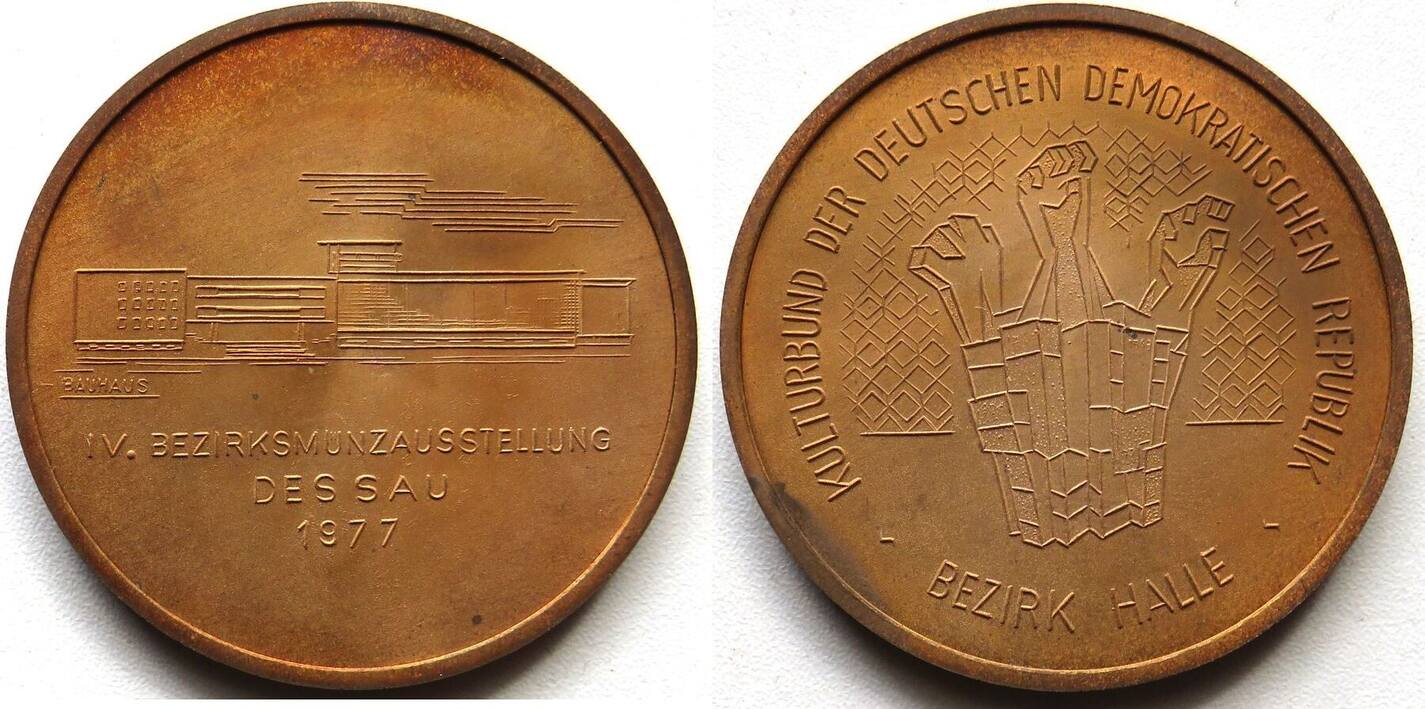 BAUHAUS
IV. BEZIRKSMÜNZAUSSTELLUNG
DESSAU
1977
KULTURBUND DER DEUTSCHEN DEMOKRATISCHEN REPUBLIK
- BEZIRK HALLE -